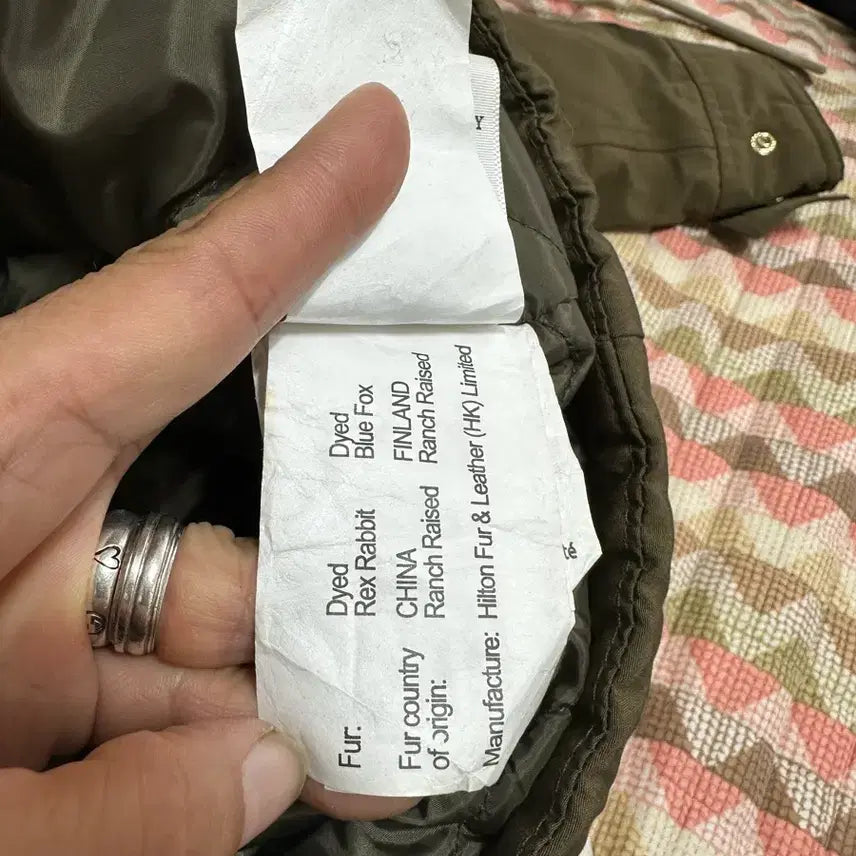 Fur: Dyed Dyed
Rex Rabbit Blue Fox
Fur country CHINA FINLAND
of origin: Ranch Raised Ranch Raised
Manufacture: Hilton Fur & Leather (HK) Limited
Y